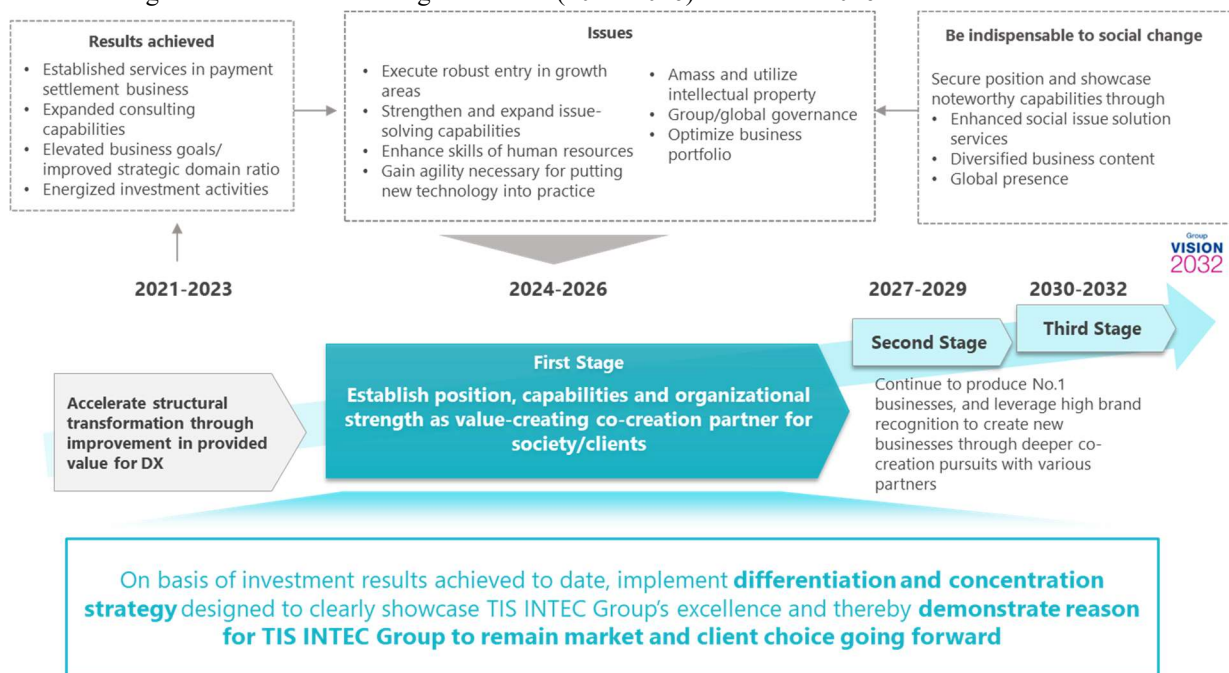 Results achieved
• Established services in payment
settlement business
• Expanded consulting
capabilities
• Elevated business goals/
improved strategic domain ratio
• Energized investment activities
Issues
• Execute robust entry in growth
areas
• Strengthen and expand issue-
solving capabilities
• Enhance skills of human resources
• Gain agility necessary for putting
new technology into practice
• Amass and utilize
intellectual property
• Group/global governance
• Optimize business
portfolio
Be indispensable to social change
Secure position and showcase
noteworthy capabilities through
• Enhanced social issue solution
services
• Diversified business content
• Global presence
Group
VISION
2032
2021-2023
2024-2026
2027-2029
2030-2032
Accelerate structural
transformation through
improvement in provided
value for DX
First Stage
Establish position, capabilities and organizational
strength as value-creating co-creation partner for
society/clients
Second Stage
Third Stage
Continue to produce No.1
businesses, and leverage high brand
recognition to create new
businesses through deeper co-
creation pursuits with various
partners
On basis of investment results achieved to date, implement differentiation and concentration
strategy designed to clearly showcase TIS INTEC Group's excellence and thereby demonstrate reason
for TIS INTEC Group to remain market and client choice going forward